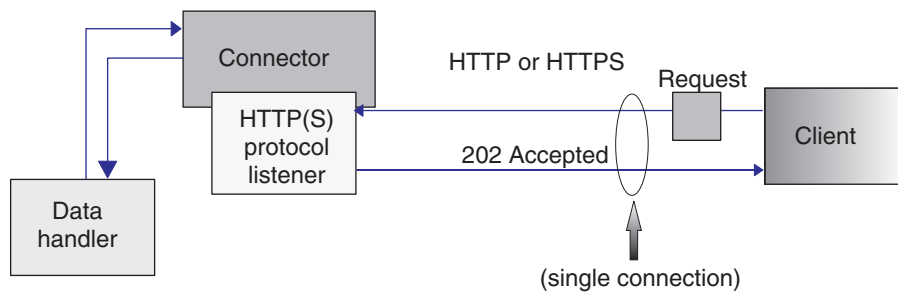 Connector
HTTP or HTTPS
Request
HTTP(S)
protocol
listener
202 Accepted
Client
Data
handler
(single connection)